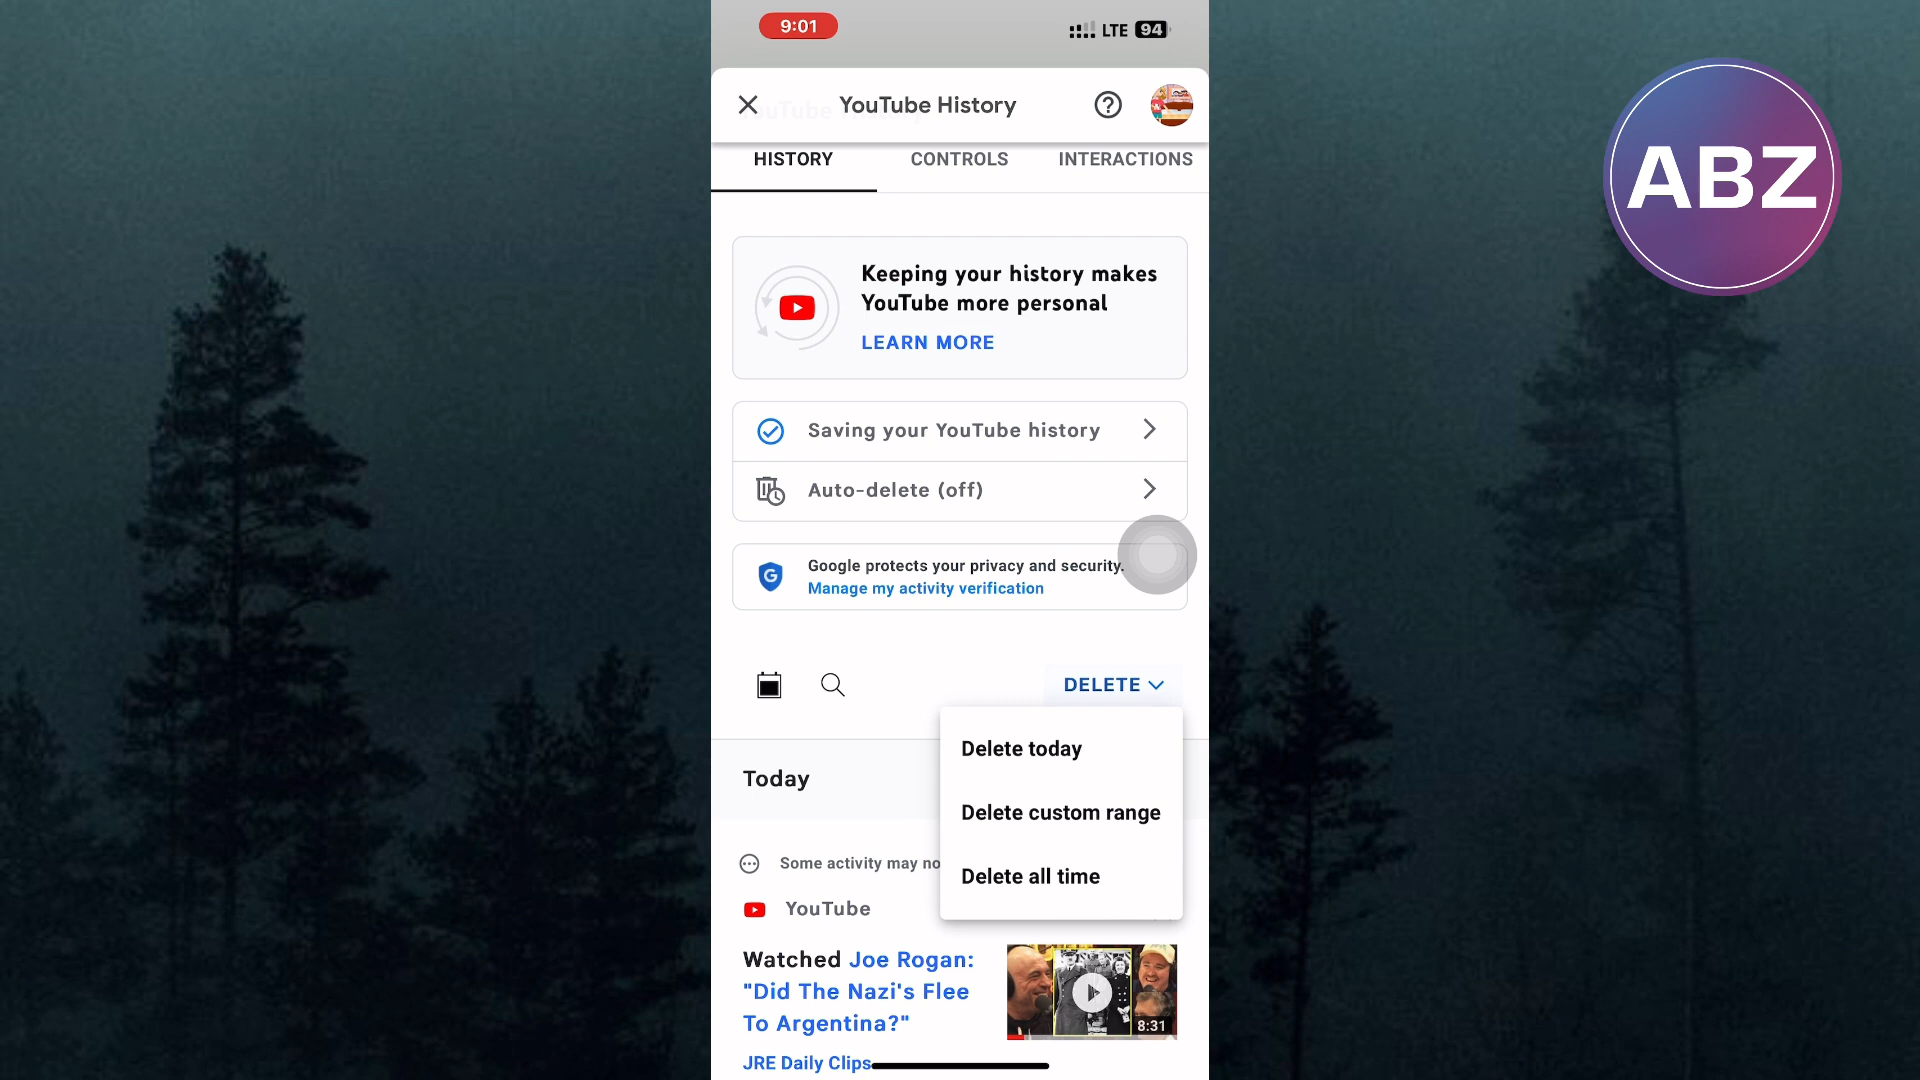 9:01
LTE 94
YouTube History
HISTORY CONTROLS INTERACTIONS
ABZ
Keeping your history makes
YouTube more personal
LEARN MORE
Saving your YouTube history
Auto-delete (off)
Google protects your privacy and security.
Manage my activity verification
DELETE
Delete today
Today
Delete custom range
Some activity may no
Delete all time
YouTube
Watched Joe Rogan:
"Did The Nazi's Flee
To Argentina?"
8:31
JRE Daily Clips